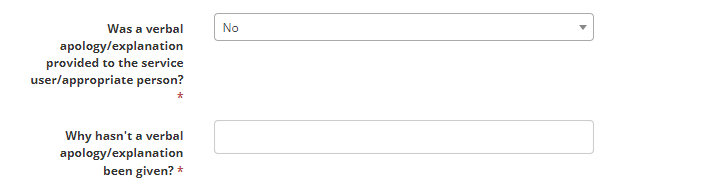 Was a verbal
No
apology/explanation
provided to the service
user/appropriate person?
*
Why hasn't a verbal
apology/explanation
been given? *